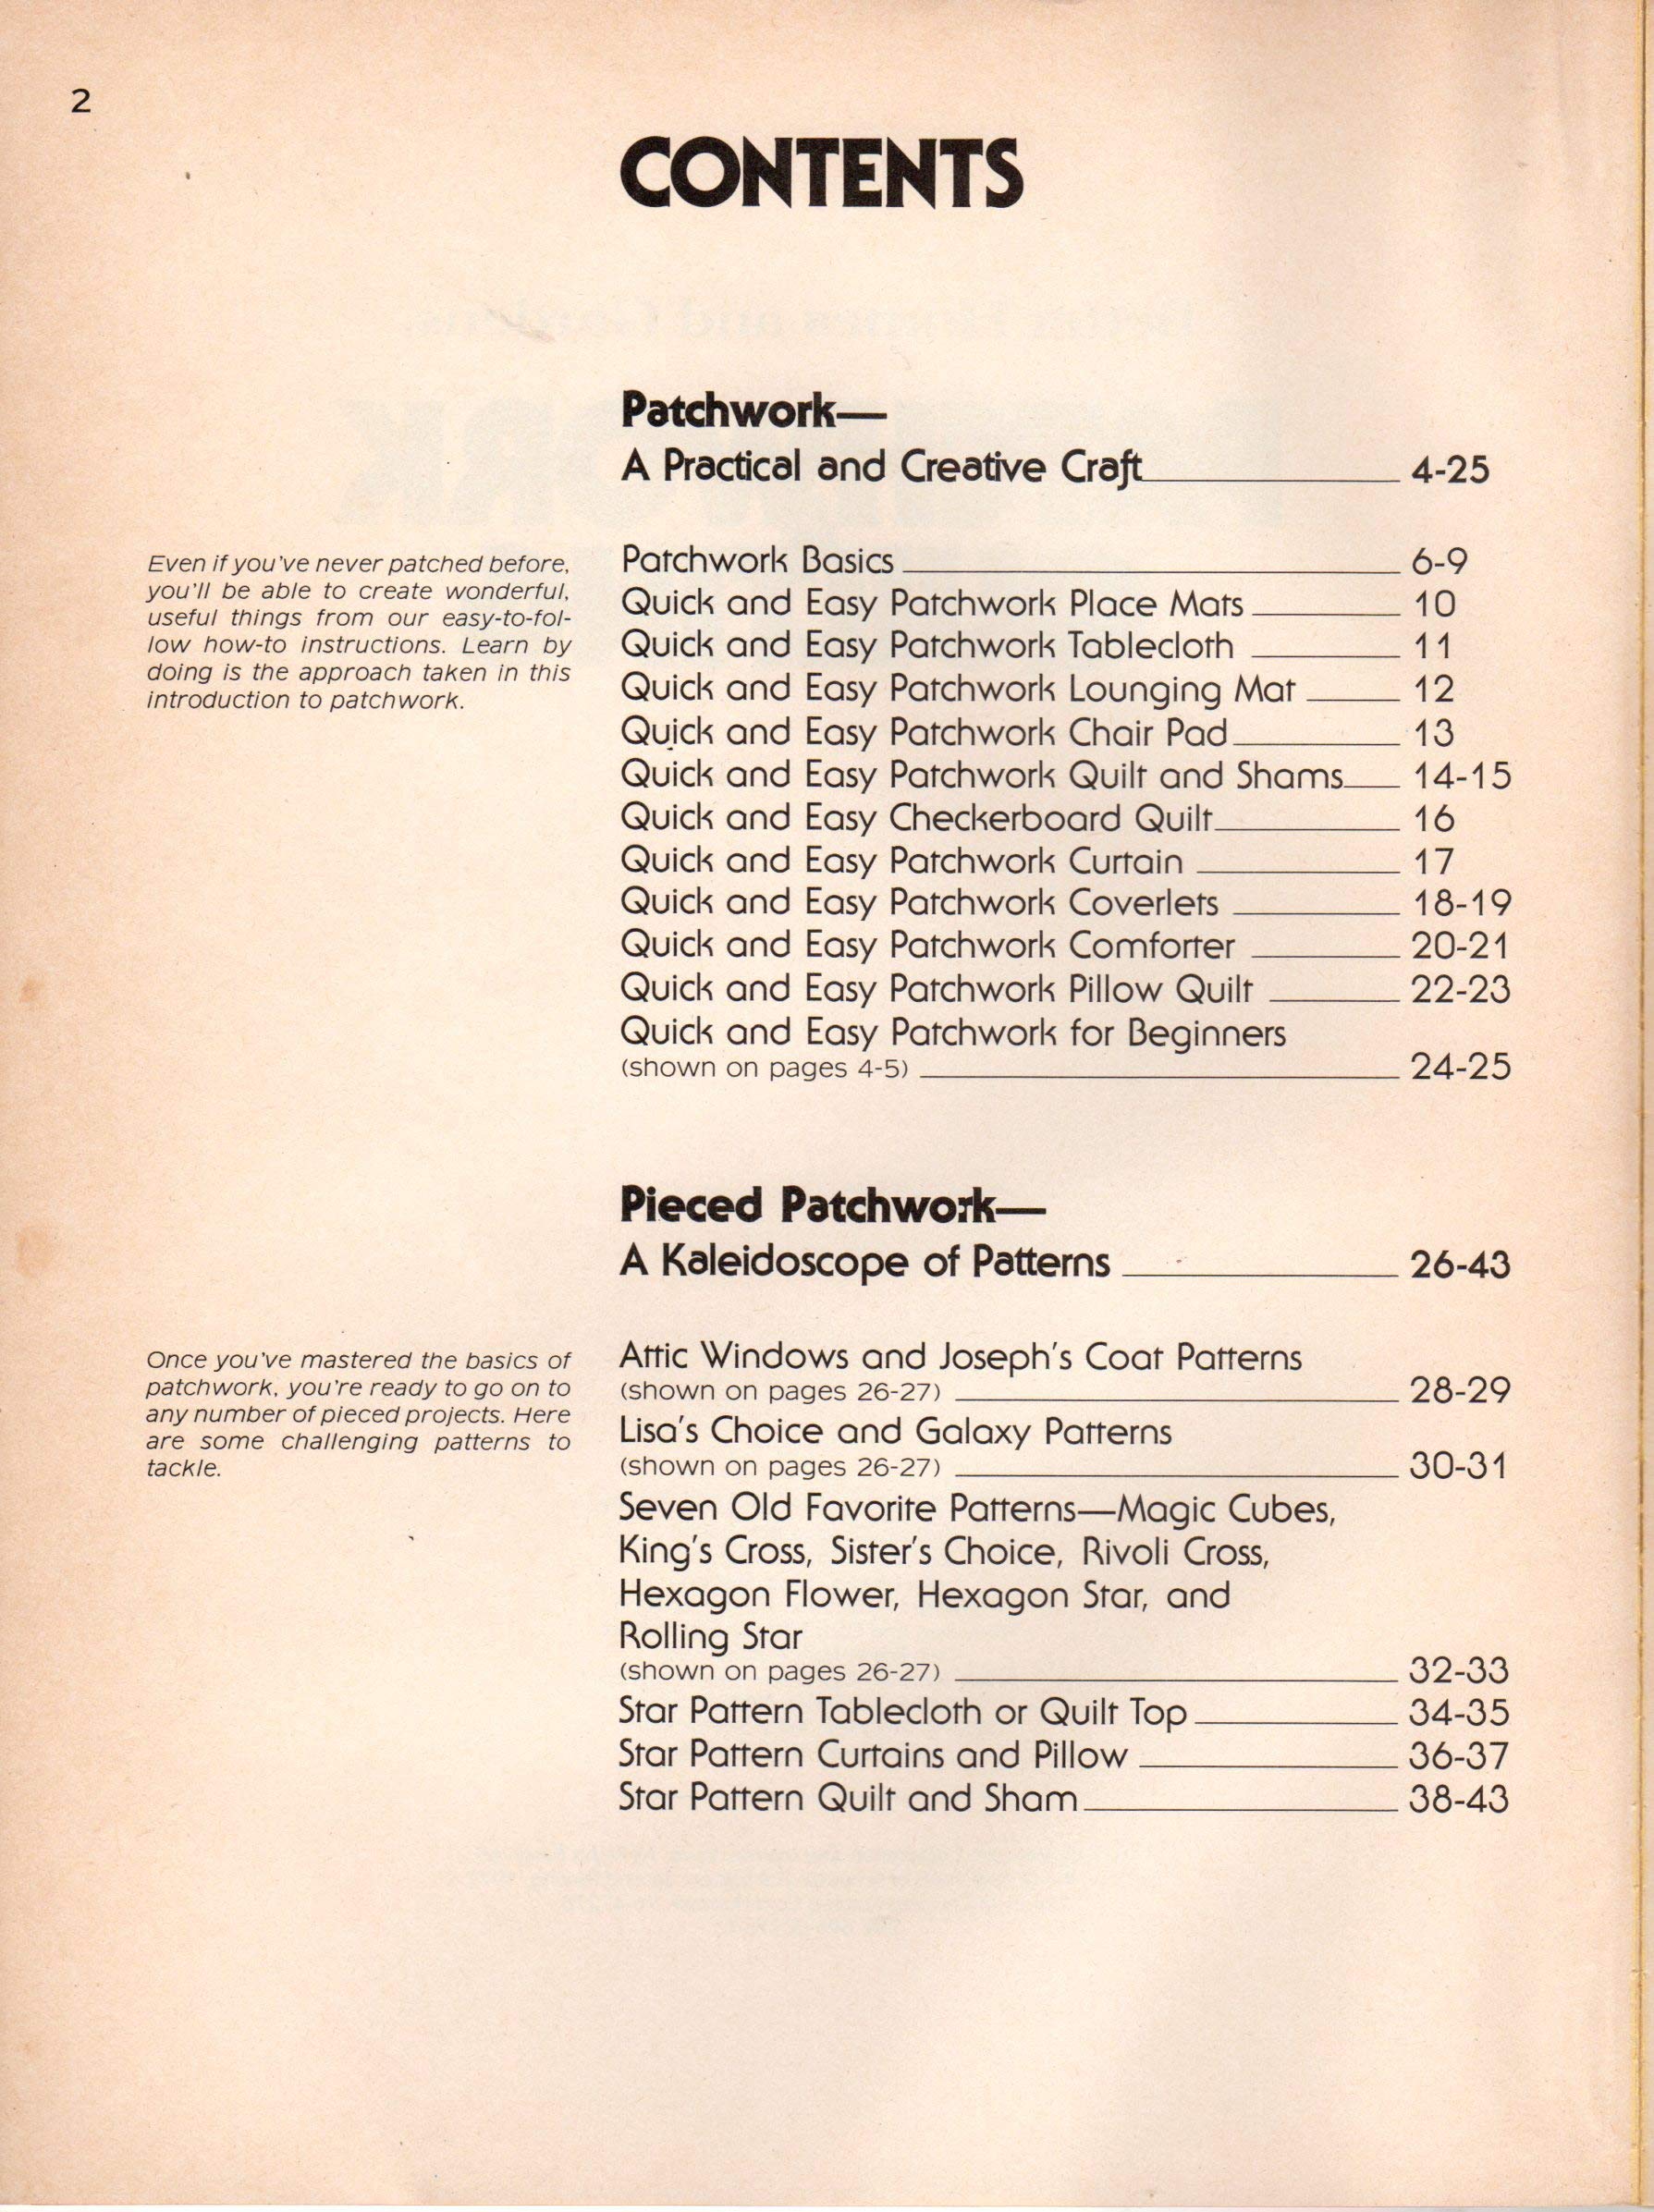 2
CONTENTS
Patchwork—
A Practical and Creative Craft 4-25
Even if you've never patched before,
you'll be able to create wonderful,
useful things from our easy-to-fol-
low how-to instructions. Learn by
doing is the approach taken in this
introduction to patchwork.
Patchwork Basics 6-9
Quick and Easy Patchwork Place Mats 10
Quick and Easy Patchwork Tablecloth 11
Quick and Easy Patchwork Lounging Mat 12
Quick and Easy Patchwork Chair Pad 13
Quick and Easy Patchwork Quilt and Shams 14-15
Quick and Easy Checkerboard Quilt 16
Quick and Easy Patchwork Curtain 17
Quick and Easy Patchwork Coverlets 18-19
Quick and Easy Patchwork Comforter 20-21
Quick and Easy Patchwork Pillow Quilt 22-23
Quick and Easy Patchwork for Beginners
(shown on pages 4-5) 24-25
Pieced Patchwork—
A Kaleidoscope of Patterns 26-43
Once you've mastered the basics of
patchwork, you're ready to go on to
any number of pieced projects. Here
are some challenging patterns to
tackle.
Attic Windows and Joseph's Coat Patterns
(shown on pages 26-27) 28-29
Lisa's Choice and Galaxy Patterns
(shown on pages 26-27) 30-31
Seven Old Favorite Patterns—Magic Cubes,
King's Cross, Sister's Choice, Rivoli Cross,
Hexagon Flower, Hexagon Star, and
Rolling Star
(shown on pages 26-27) 32-33
Star Pattern Tablecloth or Quilt Top 34-35
Star Pattern Curtains and Pillow 36-37
Star Pattern Quilt and Sham 38-43